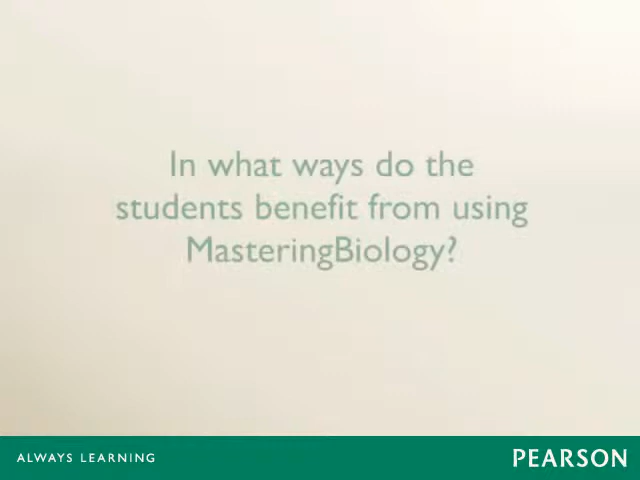 In what ways do the
students benefit from using
MasteringBiology?
ALWAYS LEARNING
PEARSON